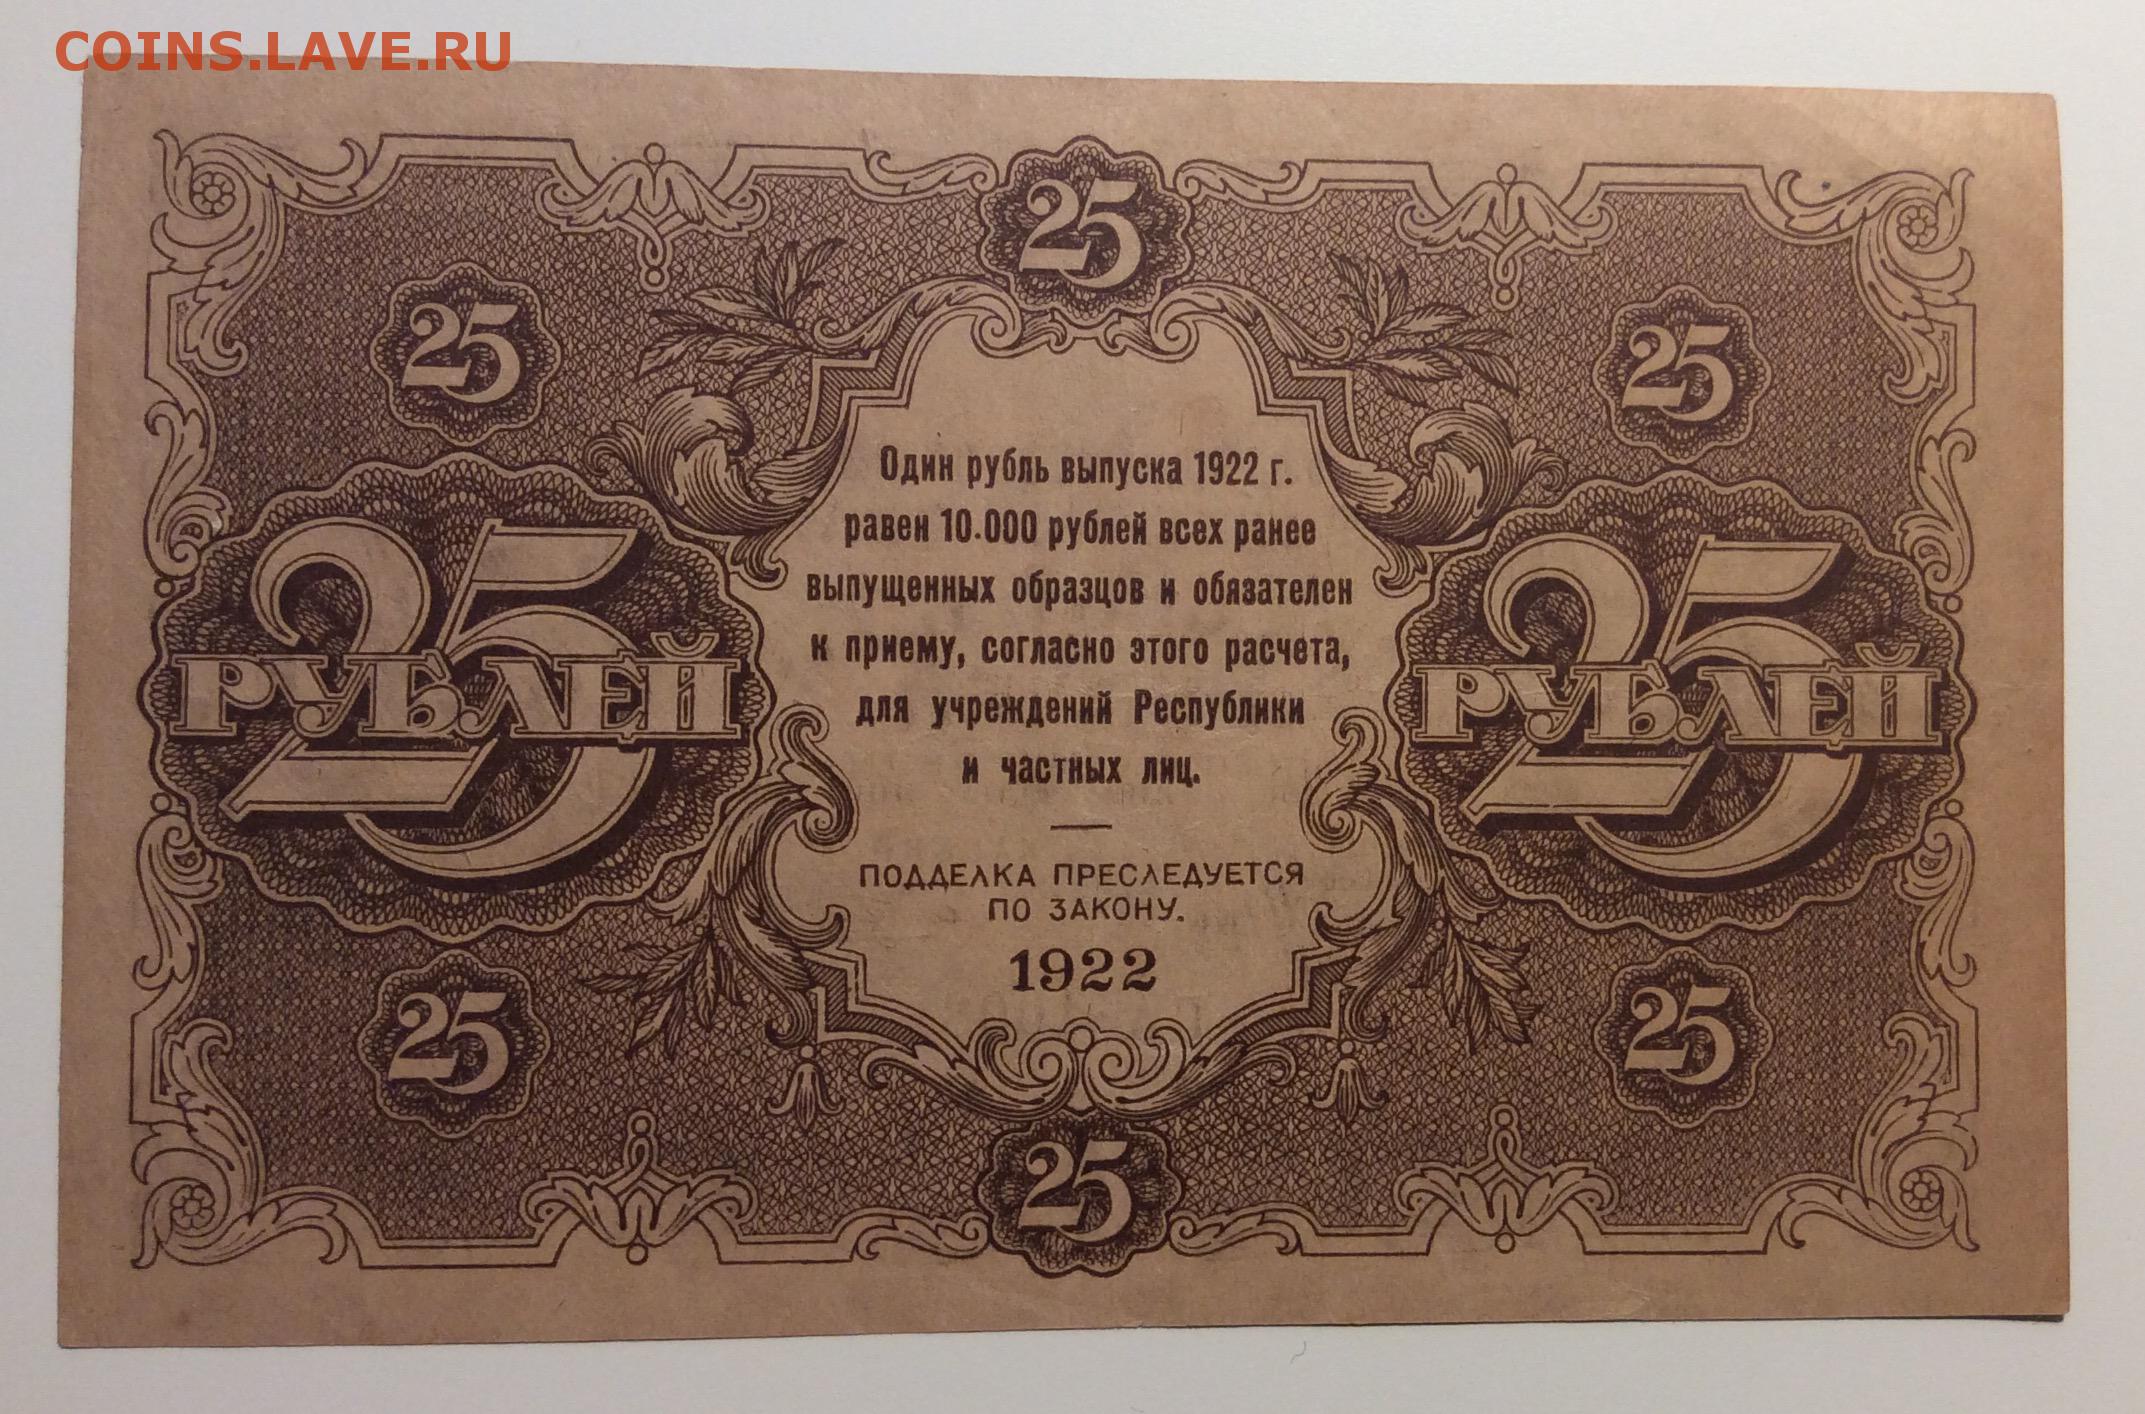 COINS.LAVE.RU
25
25
25
Один рубль выпуска 1922 г.
равен 10.000 рублей всех ранее
выпущенных образцов и обязателен
к приему, согласно этого расчета,
для учреждений Республики
и частных лиц.
25 РУБЛЕЙ
25 РУБЛЕЙ
ПОДДЕЛКА ПРЕСЛЕДУЕТСЯ
ПО ЗАКОНУ.
1922
25
25
25